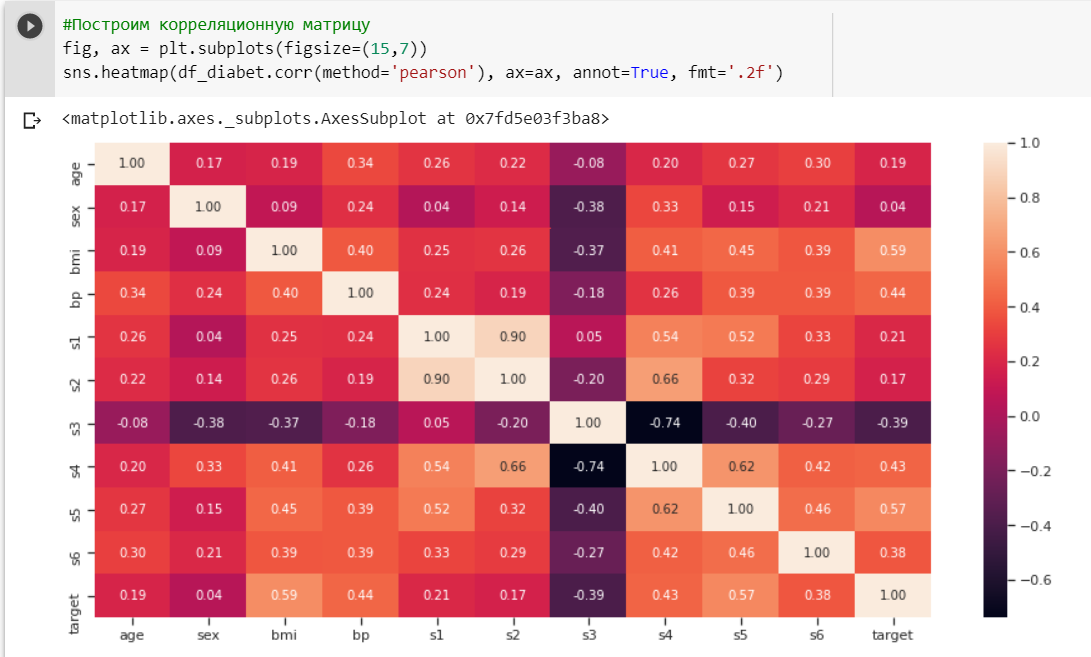 #Построим корреляционную матрицу
fig, ax = plt.subplots(figsize=(15,7))
sns.heatmap(df_diabet.corr(method='pearson'), ax=ax, annot=True, fmt='.2f')
<matplotlib.axes._subplots.AxesSubplot at 0x7fd5e03f3ba8>
age 1.00 0.17 0.19 0.34 0.26 0.22 -0.08 0.20 0.27 0.30 0.19
sex 0.17 1.00 0.09 0.24 0.04 0.14 -0.38 0.33 0.15 0.21 0.04
bmi 0.19 0.09 1.00 0.40 0.25 0.26 -0.37 0.41 0.45 0.39 0.59
bp 0.34 0.24 0.40 1.00 0.24 0.19 -0.18 0.26 0.39 0.39 0.44
s1 0.26 0.04 0.25 0.24 1.00 0.90 0.05 0.54 0.52 0.33 0.21
s2 0.22 0.14 0.26 0.19 0.90 1.00 -0.20 0.66 0.32 0.29 0.17
s3 -0.08 -0.38 -0.37 -0.18 0.05 -0.20 1.00 -0.74 -0.40 -0.27 -0.39
s4 0.20 0.33 0.41 0.26 0.54 0.66 -0.74 1.00 0.62 0.42 0.43
s5 0.27 0.15 0.45 0.39 0.52 0.32 -0.40 0.62 1.00 0.46 0.57
s6 0.30 0.21 0.39 0.39 0.33 0.29 -0.27 0.42 0.46 1.00 0.38
target 0.19 0.04 0.59 0.44 0.21 0.17 -0.39 0.43 0.57 0.38 1.00
age sex bmi bp s1 s2 s3 s4 s5 s6 target
1.0
0.8
0.6
0.4
0.2
0.0
−0.2
−0.4
−0.6